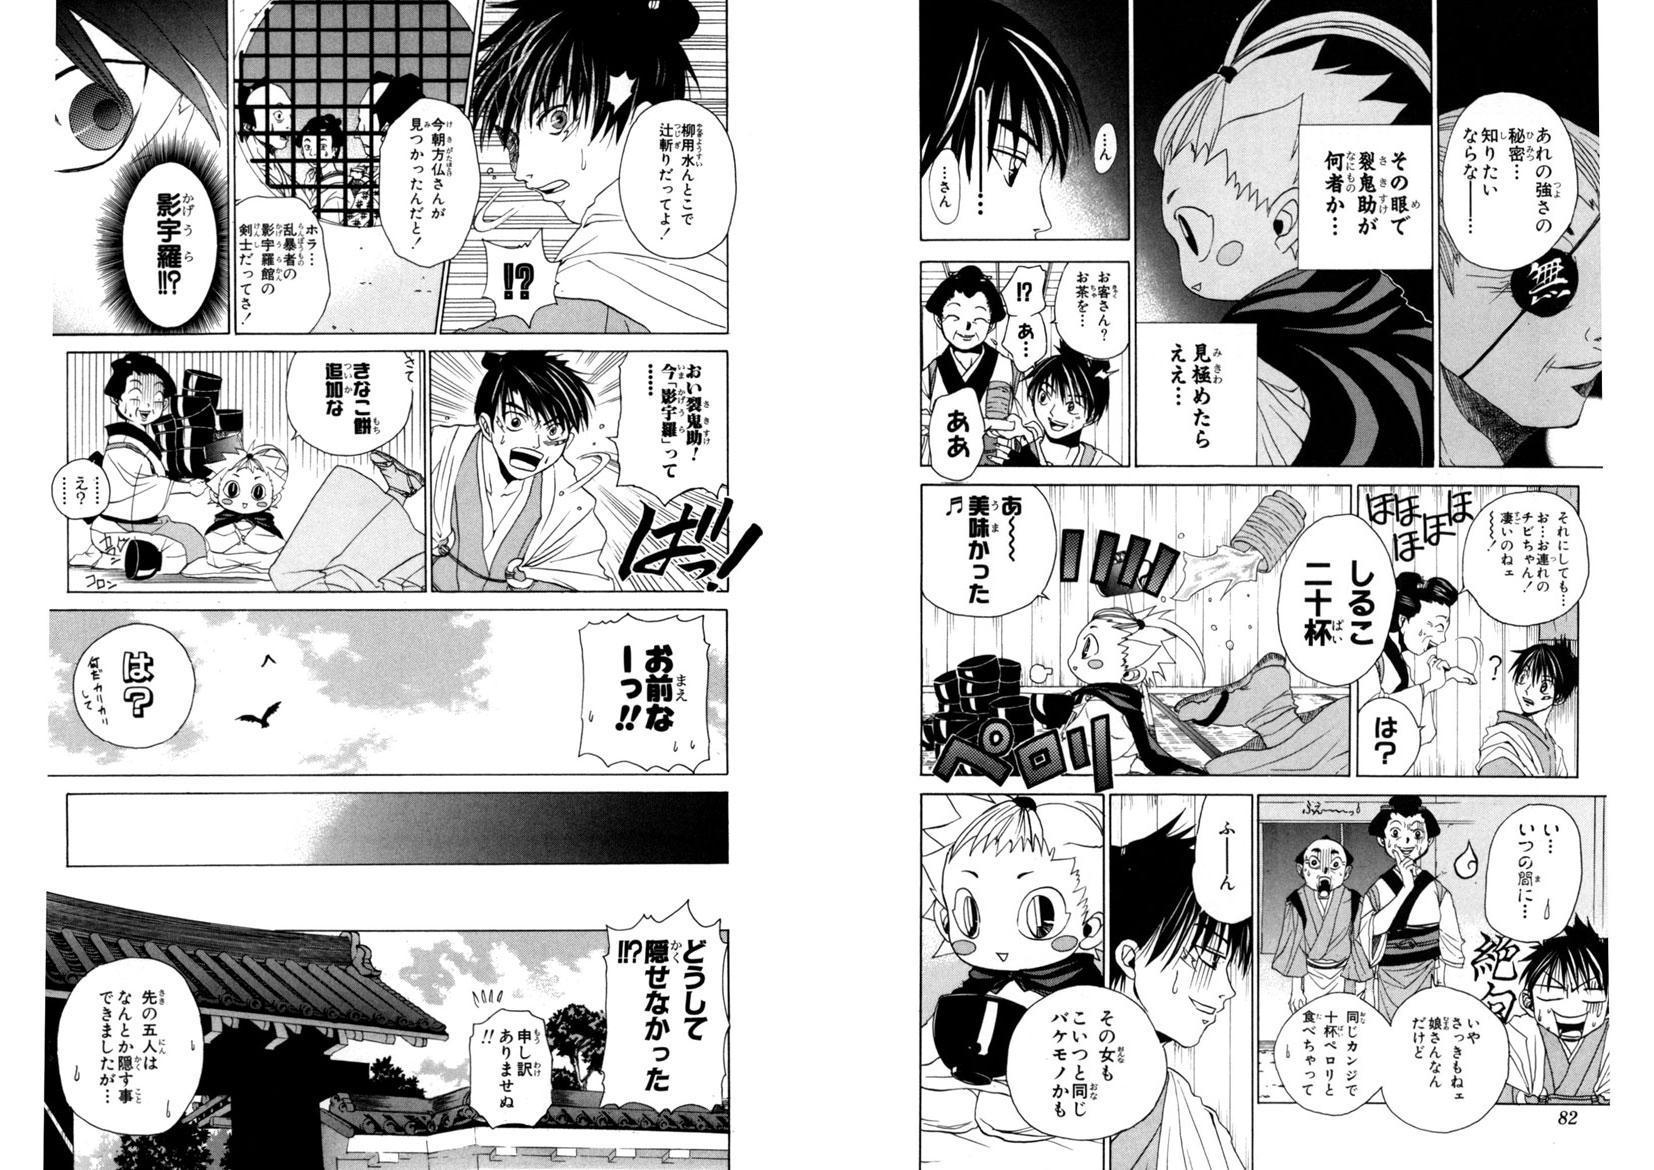 あれの強さの
秘密…
知りたい
ならな――
無
その眼で
裂鬼助が
何者か…
見極めたら
ええ…
――…
…ん
…さん
お客さん?
お茶を…
!?
あ…
ああ
それにしても…
お…お連れの
チビちゃん!
凄いのねェ
〜〜〜!
ほほほほほ
?
は?
しるこ
二十杯
あ〜〜
美味かった
♬
ペロリ
い…
いつの間に…
絶句
ふえ――っ
いや
さっきもねェ
娘さんなん
だけど
同じカンジで
十杯ペロリと
食べちゃって
ふ――ん
その女も
こいつと同じ
バケモノかも
82
柳用水んとこで
辻斬りだってよ!
!?
今朝方仏さんが
見つかったんだと!
ホラ…
乱暴者の
影宇羅館の
剣士だってさ!
影宇羅!!?
おい裂鬼助!
今「影宇羅」って
……
ばっ!
さて
きなこ餅
追加な
……
……え?
コロン
お前な
ーっ!!
は?
何だカリカリ
して
どうして
隠せなかった
!!?
申し訳
ありませぬ
!!
先の五人は
なんとか隠す事
できましたが…